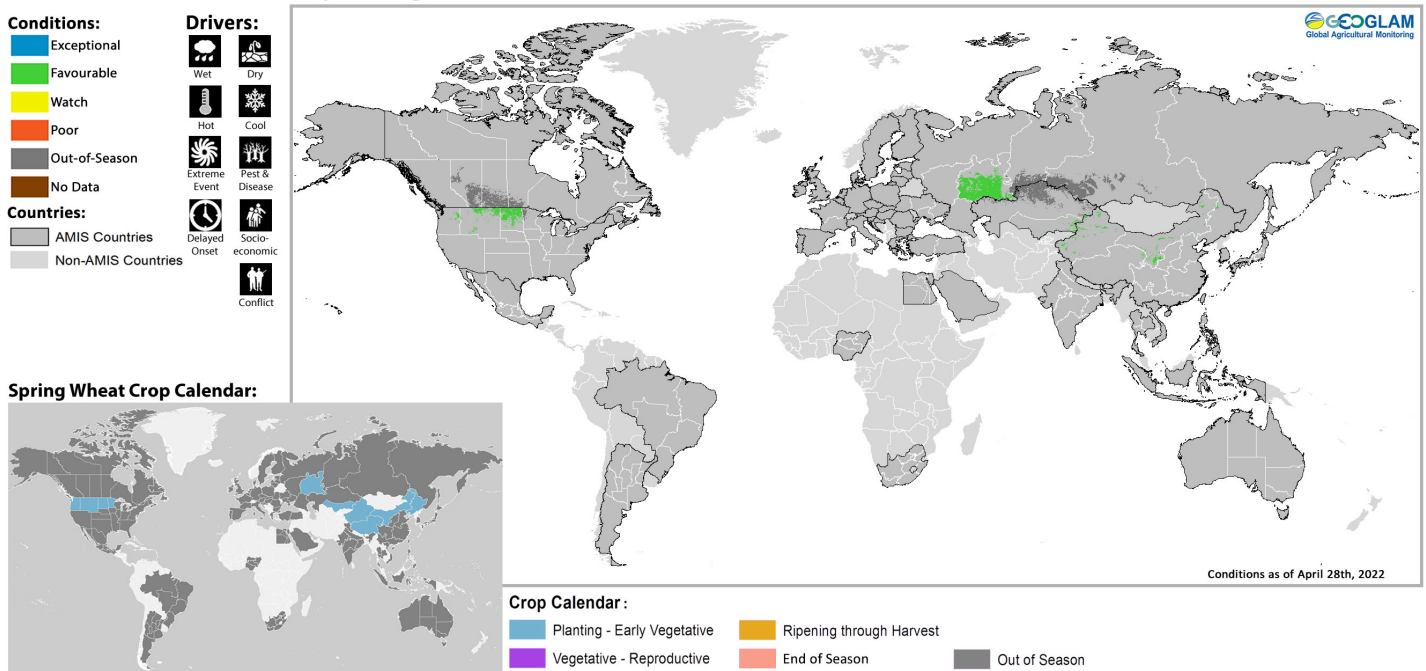 Conditions:
Exceptional
Favourable
Watch
Poor
Out-of-Season
No Data
Countries:
AMIS Countries
Non-AMIS Countries
Drivers:
Wet
Dry
Hot
Cool
Extreme
Event
Pest &
Disease
Delayed
Onset
Socio-
economic
Conflict
GEOGLAM
Global Agricultural Monitoring
Conditions as of April 28th, 2022
Spring Wheat Crop Calendar:
Crop Calendar :
Planting - Early Vegetative
Vegetative - Reproductive
Ripening through Harvest
End of Season
Out of Season